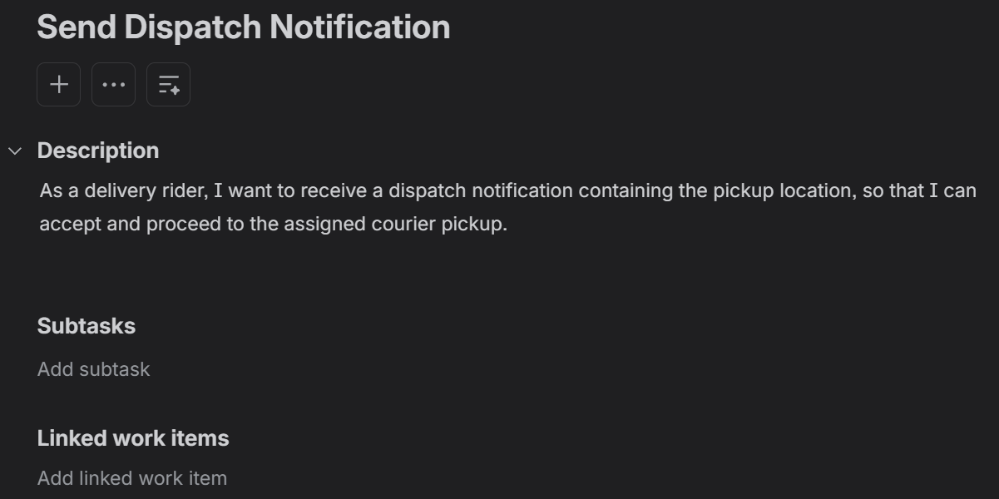 Send Dispatch Notification
Description
As a delivery rider, I want to receive a dispatch notification containing the pickup location, so that I can
accept and proceed to the assigned courier pickup.
Subtasks
Add subtask
Linked work items
Add linked work item